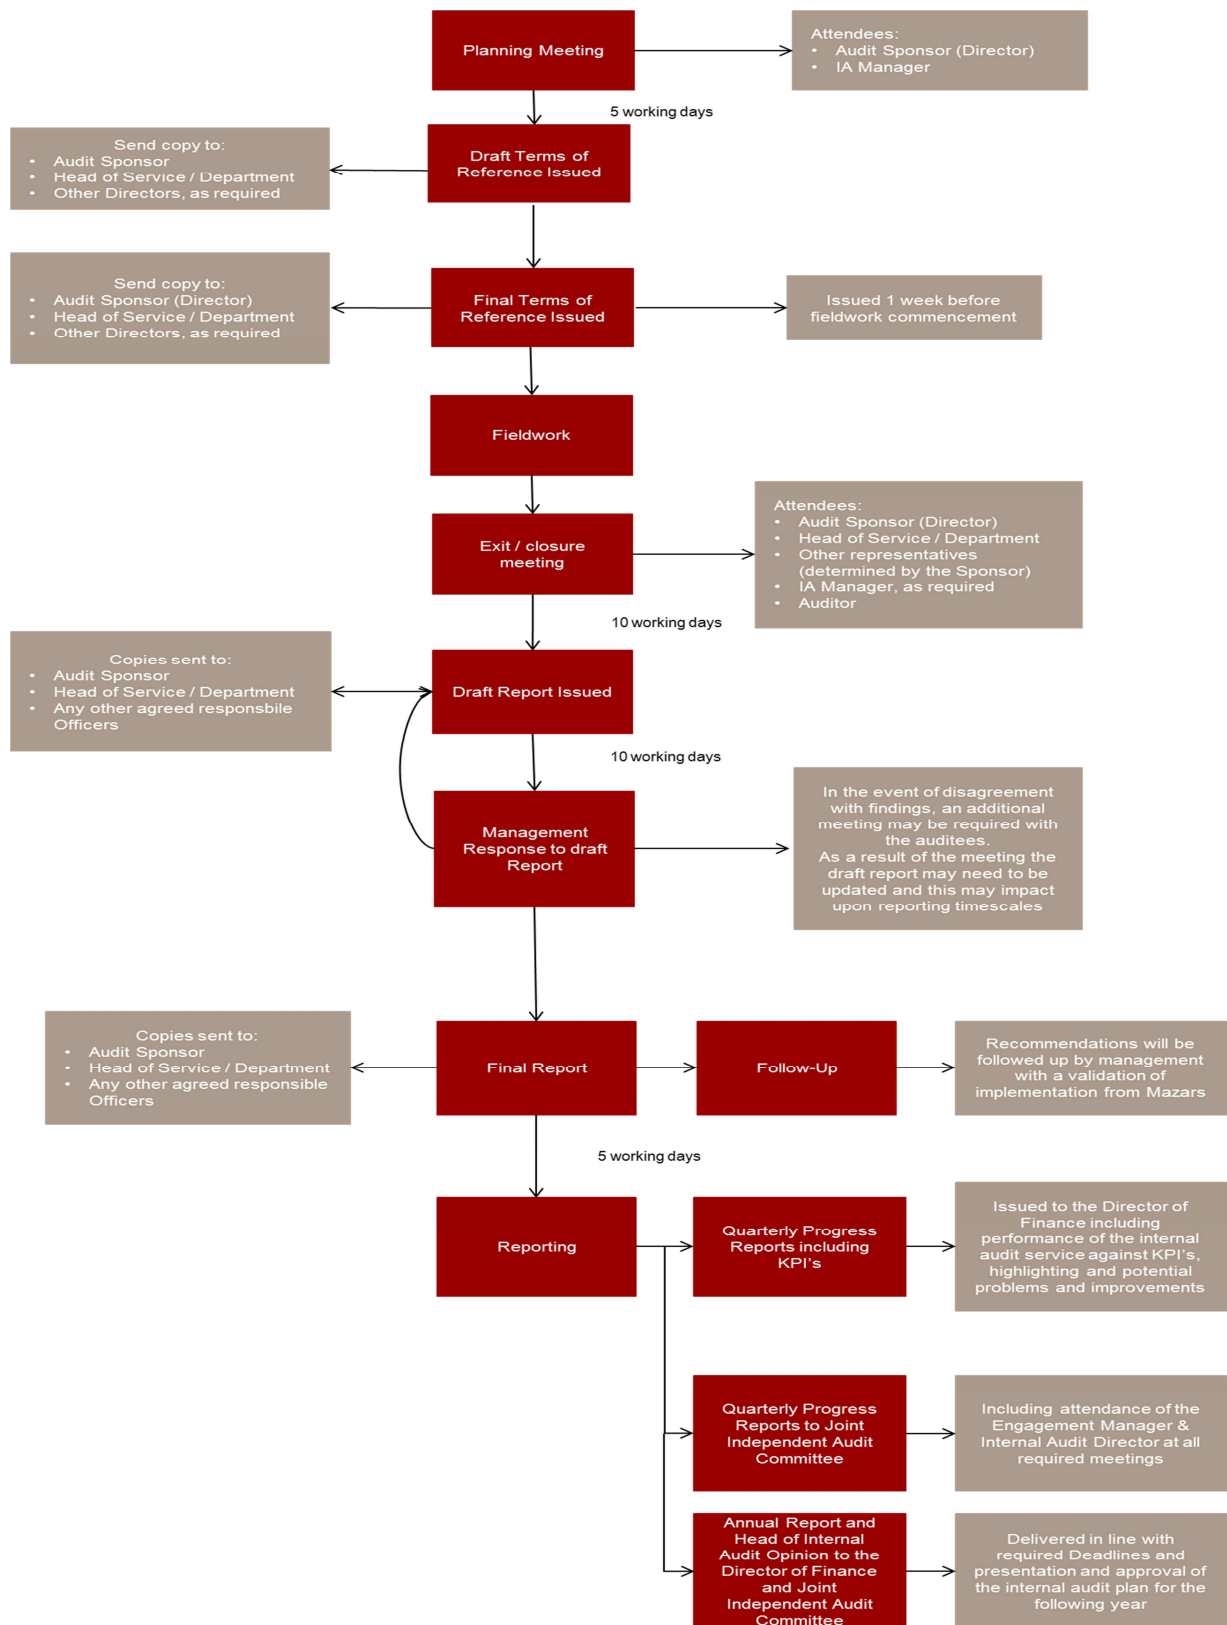 Planning Meeting
Attendees:
• Audit Sponsor (Director)
• IA Manager
5 working days
Send copy to:
• Audit Sponsor
• Head of Service / Department
• Other Directors, as required
Draft Terms of
Reference Issued
Send copy to:
• Audit Sponsor (Director)
• Head of Service / Department
• Other Directors, as required
Final Terms of
Reference Issued
Issued 1 week before
fieldwork commencement
Fieldwork
Exit / closure
meeting
Attendees:
• Audit Sponsor (Director)
• Head of Service / Department
• Other representatives
(determined by the Sponsor)
• IA Manager, as required
• Auditor
10 working days
Copies sent to:
• Audit Sponsor
• Head of Service / Department
• Any other agreed responsbile
Officers
Draft Report Issued
10 working days
Management
Response to draft
Report
In the event of disagreement
with findings, an additional
meeting may be required with
the auditees.
As a result of the meeting the
draft report may need to be
updated and this may impact
upon reporting timescales
Copies sent to:
• Audit Sponsor
• Head of Service / Department
• Any other agreed responsible
Officers
Final Report
Follow-Up
Recommendations will be
followed up by management
with a validation of
implementation from Mazars
5 working days
Reporting
Quarterly Progress
Reports including
KPI's
Issued to the Director of
Finance including
performance of the internal
audit service against KPI's,
highlighting and potential
problems and improvements
Quarterly Progress
Reports to Joint
Independent Audit
Committee
Including attendance of the
Engagement Manager &
Internal Audit Director at all
required meetings
Annual Report and
Head of Internal
Audit Opinion to the
Director of Finance
and Joint
Independent Audit
Committee
Delivered in line with
required Deadlines and
presentation and approval of
the internal audit plan for the
following year